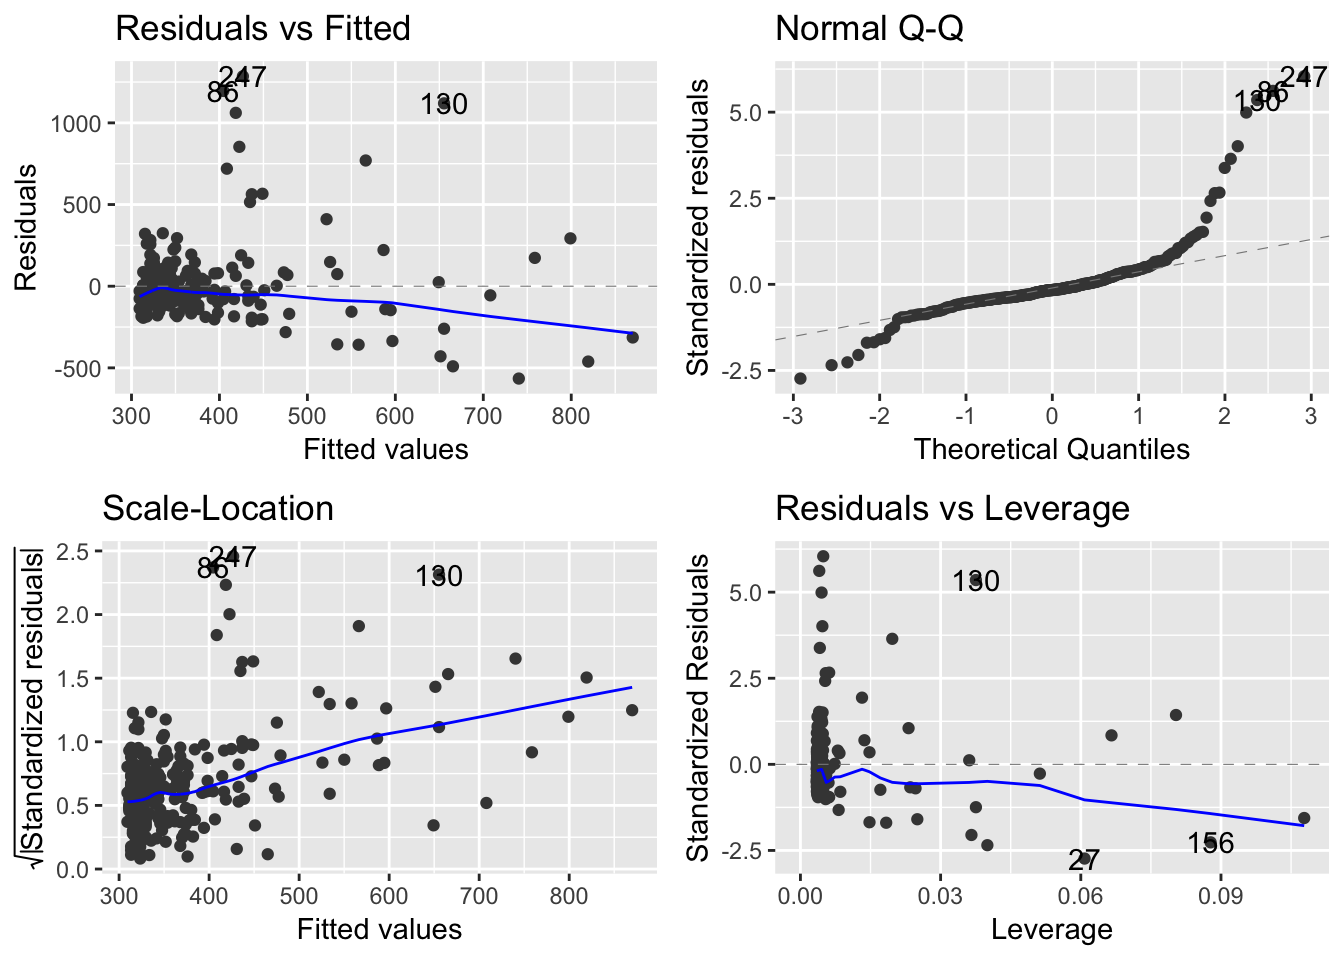 Residuals vs Fitted
Residuals
1000
500
0
-500
247
86
130
300 400 500 600 700 800
Fitted values
Normal Q-Q
Standardized residuals
5.0
2.5
0.0
-2.5
247
86
130
-3 -2 -1 0 1 2 3
Theoretical Quantiles
Scale-Location
√|Standardized residuals|
2.5
2.0
1.5
1.0
0.5
0.0
247
86
130
300 400 500 600 700 800
Fitted values
Residuals vs Leverage
Standardized Residuals
5.0
2.5
0.0
-2.5
130
156
27
0.00 0.03 0.06 0.09
Leverage